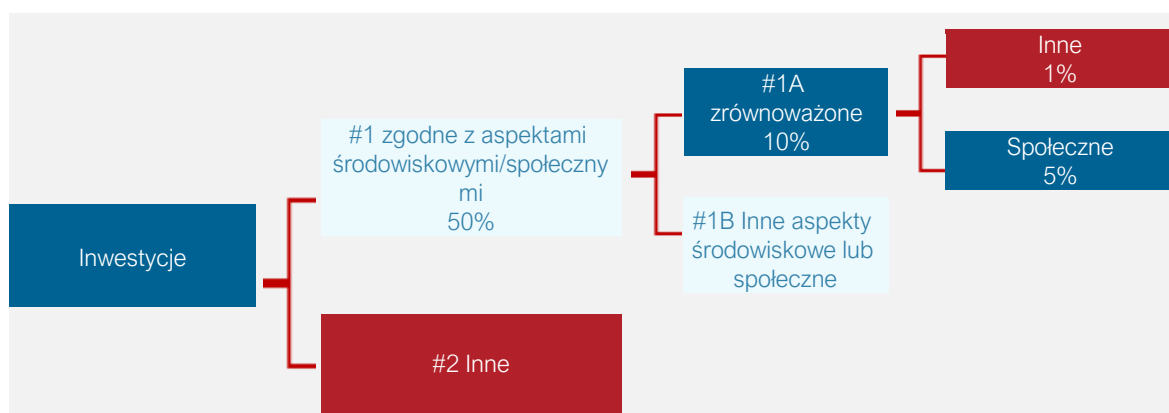 Inwestycje
#1 zgodne z aspektami
środowiskowymi/społeczny
mi
50%
#2 Inne
#1A
zrównoważone
10%
#1B Inne aspekty
środowiskowe lub
społeczne
Inne
1%
Społeczne
5%